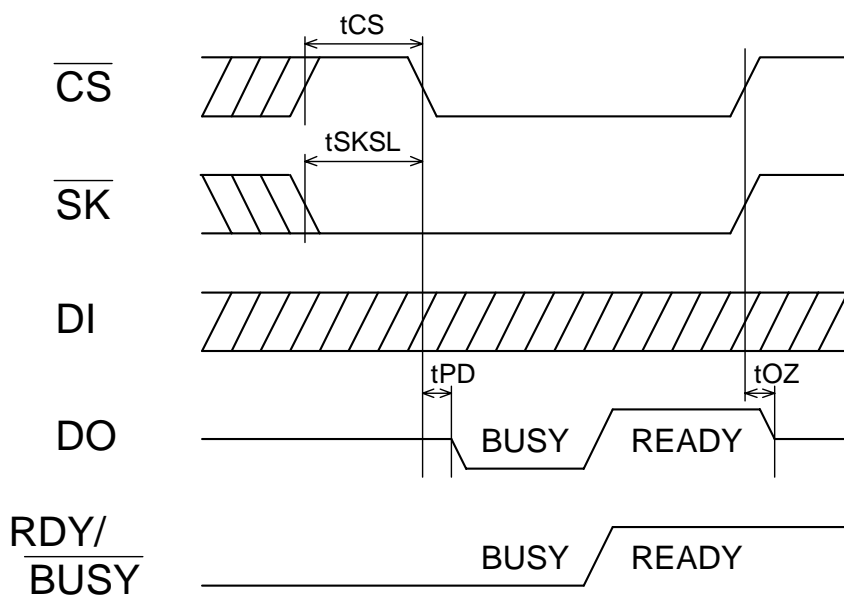 tCS
CS
tSKSL
SK
DI
tPD
tOZ
DO
BUSY READY
RDY/
BUSY
BUSY READY